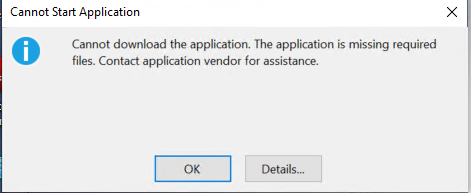 Cannot Start Application
Cannot download the application. The application is missing required
files. Contact application vendor for assistance.
OK
Details...